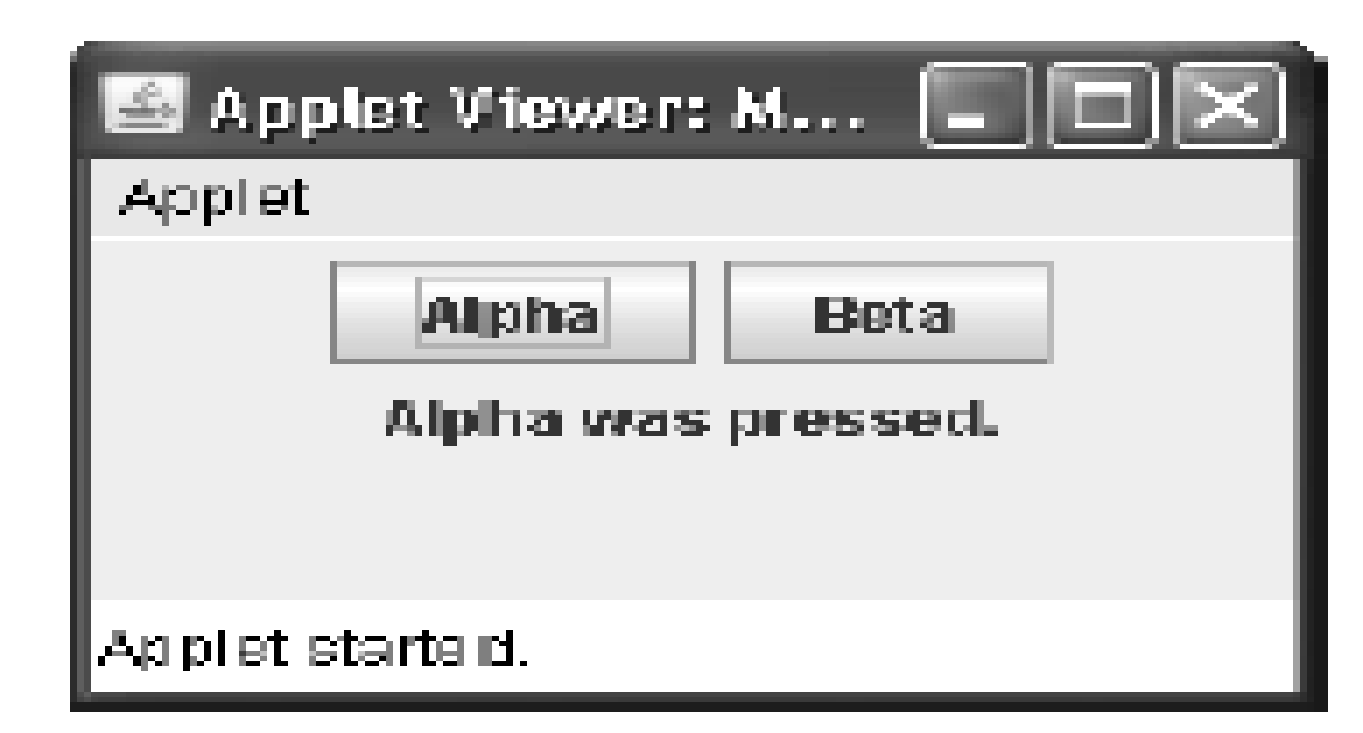 Applet Viewer: M...
Applet
Alpha Beta
Alpha was pressed.
Applet started.